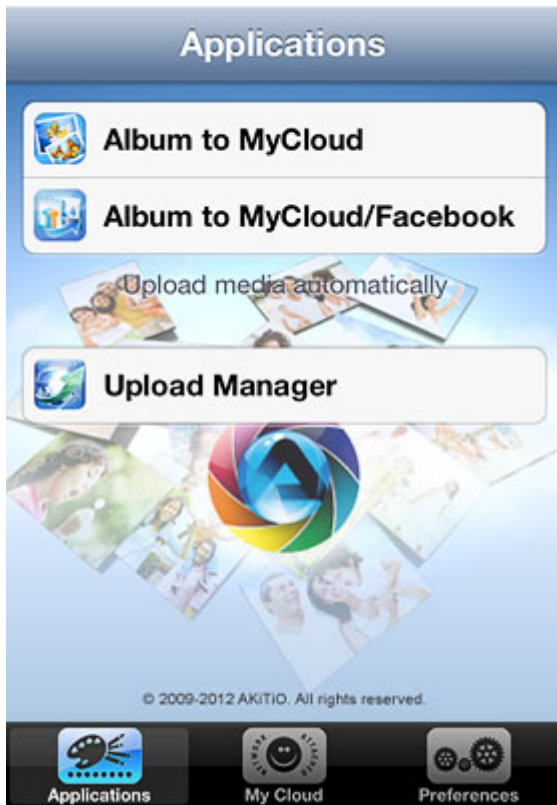 Applications
Album to MyCloud
Album to MyCloud/Facebook
Upload media automatically
Upload Manager
© 2009-2012 AKiTiO. All rights reserved.
Applications
My Cloud
Preferences